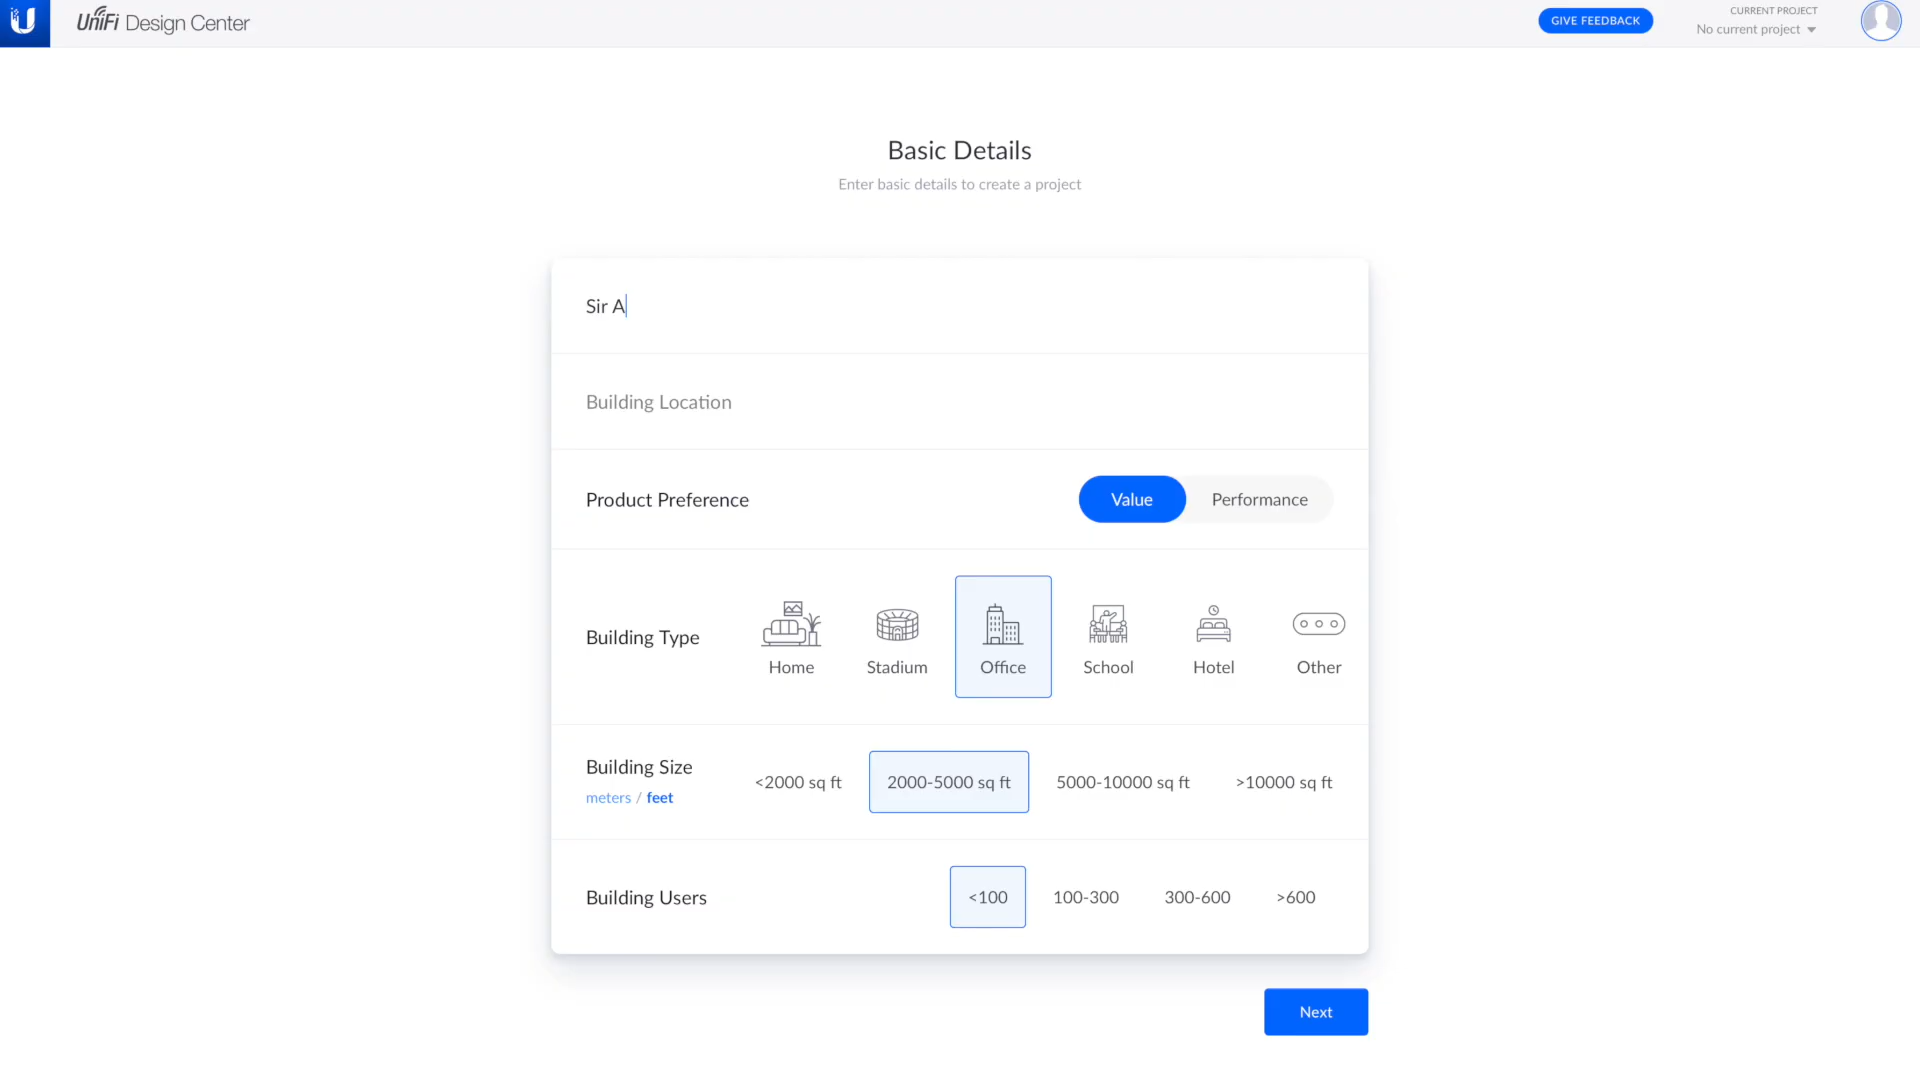 UniFi Design Center
GIVE FEEDBACK
CURRENT PROJECT
No current project
Basic Details
Enter basic details to create a project
Sir A
Building Location
Product Preference
Value
Performance
Building Type
Home
Stadium
Office
School
Hotel
Other
Building Size
meters / feet
<2000 sq ft
2000-5000 sq ft
5000-10000 sq ft
>10000 sq ft
Building Users
<100
100-300
300-600
>600
Next